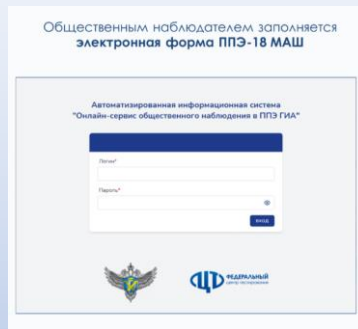 Общественным наблюдателем заполняется
электронная форма ППЭ-18 МАШ
Автоматизированная информационная система
"Онлайн-сервис общественного наблюдения в ППЭ ГИА"
Логин*
Пароль*
ВХОД
ФЕДЕРАЛЬНЫЙ
ЦЕНТР ТЕСТИРОВАНИЯ